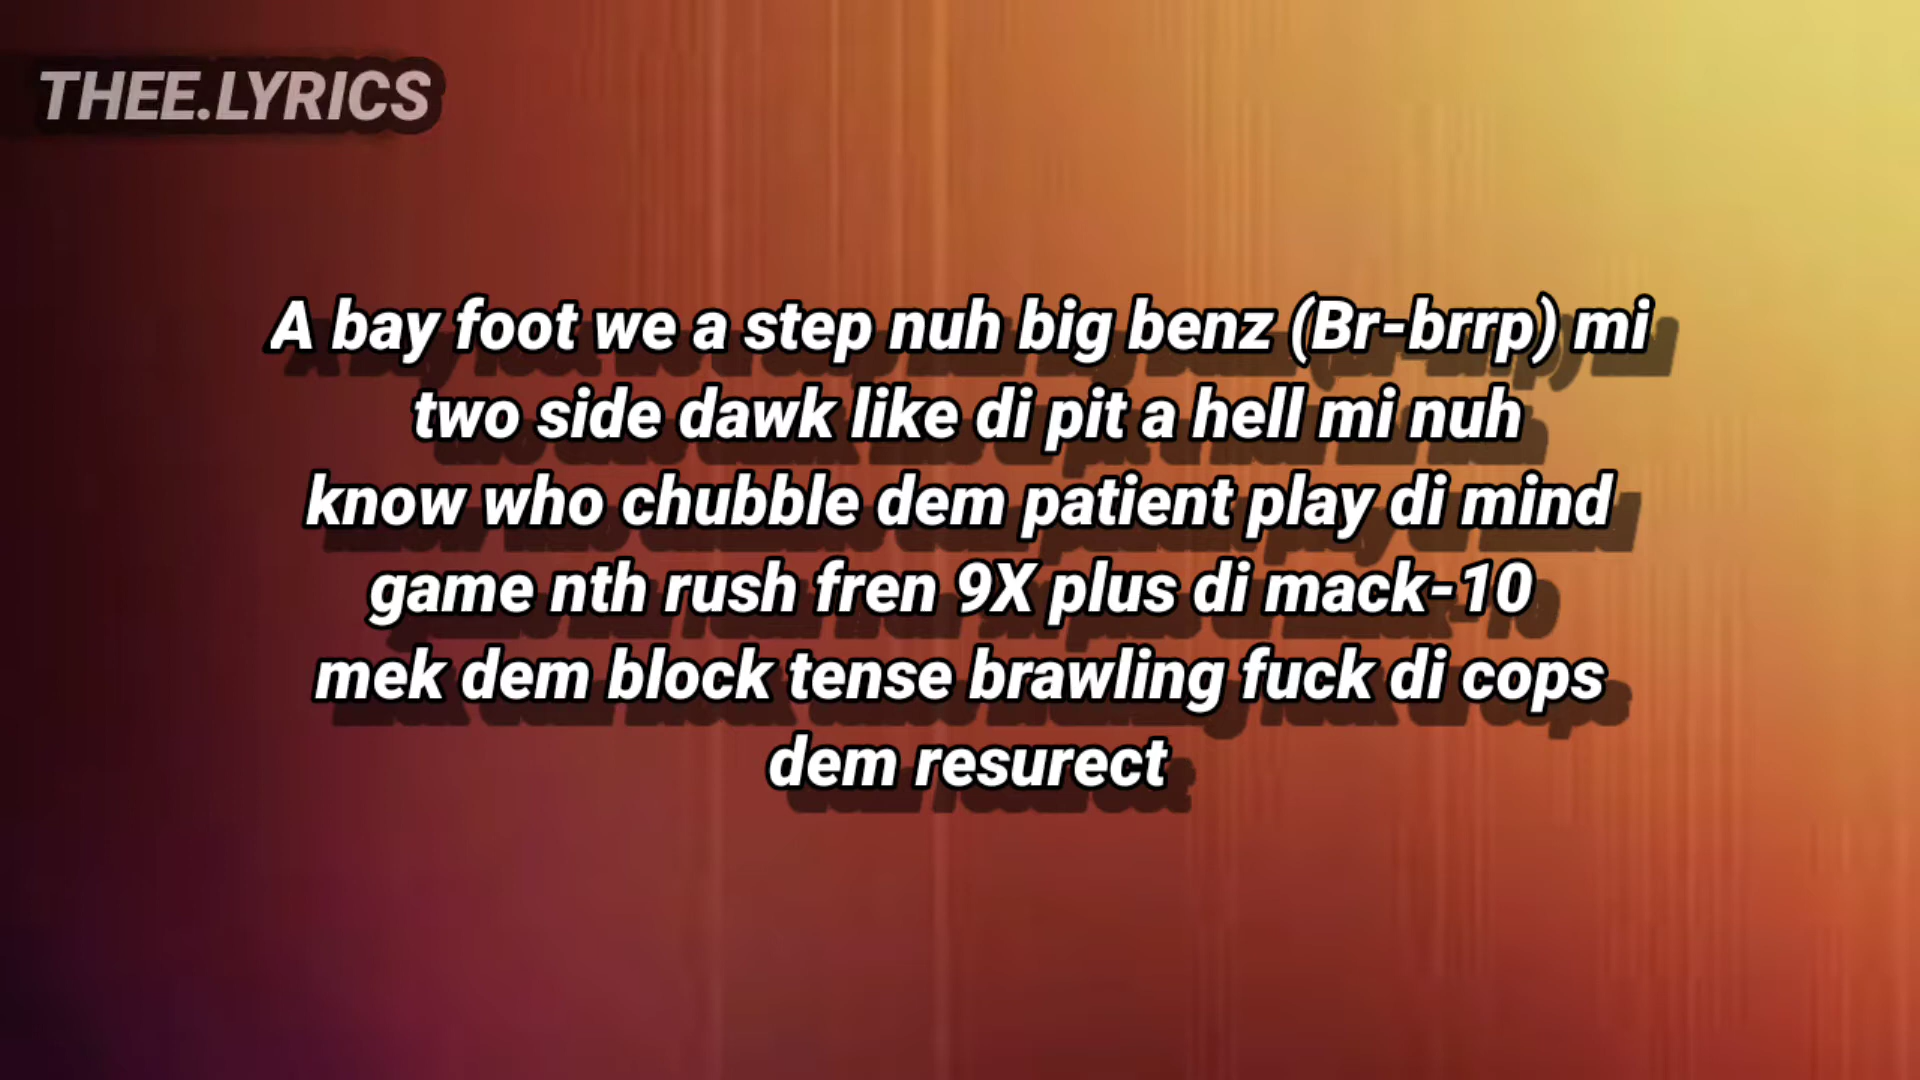 THEE.LYRICS
A bay foot we a step nuh big benz (Br-brrp) mi
two side dawk like di pit a hell mi nuh
know who chubble dem patient play di mind
game nth rush fren 9X plus di mack-10
mek dem block tense brawling fuck di cops
dem resurect